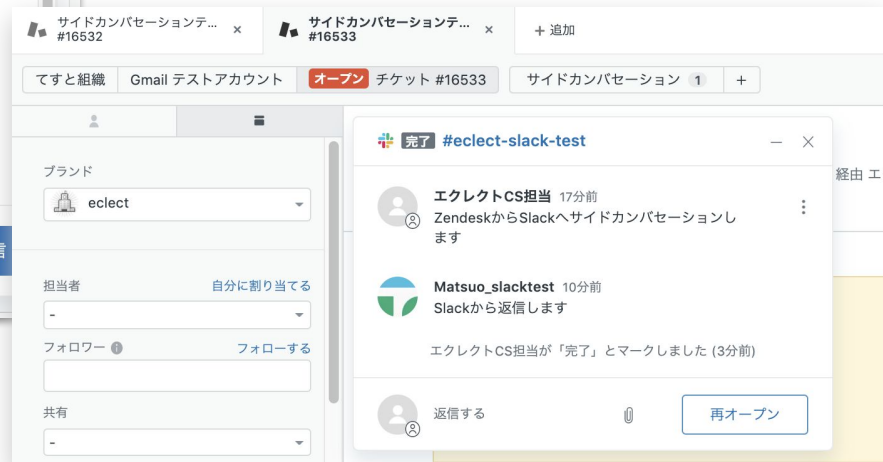 サイドカンバセーションテ...
#16532
サイドカンバセーションテ...
#16533
+ 追加
てすと組織
Gmail テストアカウント
オープン チケット #16533
サイドカンバセーション 1
+
ブランド
eclect
担当者
自分に割り当てる
-
フォロワー
フォローする
共有
-
完了 #eclect-slack-test
経由 エ
エクレクトCS担当 17分前
ZendeskからSlackへサイドカンバセーションし
ます
Matsuo_slacktest 10分前
Slackから返信します
エクレクトCS担当が「完了」とマークしました (3分前)
返信する
再オープン